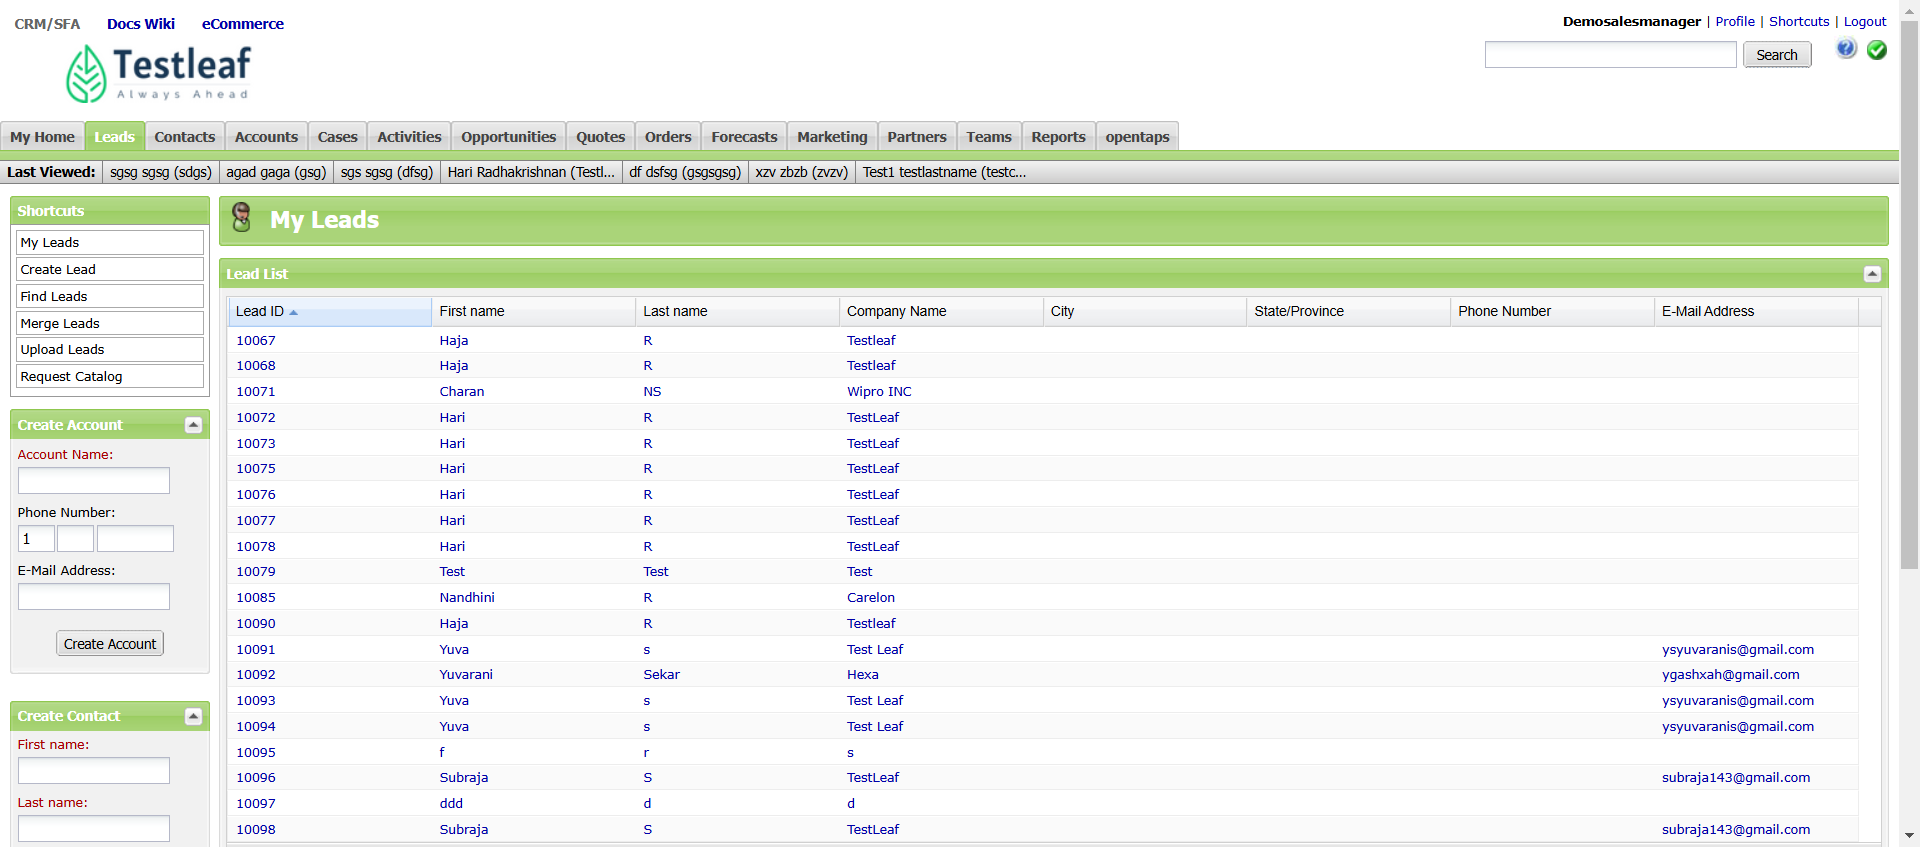 CRM/SFA Docs Wiki eCommerce
Demosalesmanager | Profile | Shortcuts | Logout
Testleaf
Always Ahead
Search
My Home Leads Contacts Accounts Cases Activities Opportunities Quotes Orders Forecasts Marketing Partners Teams Reports opentaps
Last Viewed: sgsg sgsg (sdgs) agad gaga (gsg) sgs sgsg (dfsg) Hari Radhakrishnan (Testl... df dsfsg (gsgsgsg) xzv zbzb (zvzv) Test1 testlastname (testc...
Shortcuts
My Leads
Create Lead
Find Leads
Merge Leads
Upload Leads
Request Catalog
Create Account
Account Name:
Phone Number:
1
E-Mail Address:
Create Account
Create Contact
First name:
Last name:
My Leads
Lead List
Lead ID First name Last name Company Name City State/Province Phone Number E-Mail Address
10067 Haja R Testleaf
10068 Haja R Testleaf
10071 Charan NS Wipro INC
10072 Hari R TestLeaf
10073 Hari R TestLeaf
10075 Hari R TestLeaf
10076 Hari R TestLeaf
10077 Hari R TestLeaf
10078 Hari R TestLeaf
10079 Test Test Test
10085 Nandhini R Carelon
10090 Haja R Testleaf
10091 Yuva s Test Leaf ysyuvaranis@gmail.com
10092 Yuvarani Sekar Hexa ygashxah@gmail.com
10093 Yuva s Test Leaf ysyuvaranis@gmail.com
10094 Yuva s Test Leaf ysyuvaranis@gmail.com
10095 f r s
10096 Subraja S TestLeaf subraja143@gmail.com
10097 ddd d d
10098 Subraja S TestLeaf subraja143@gmail.com